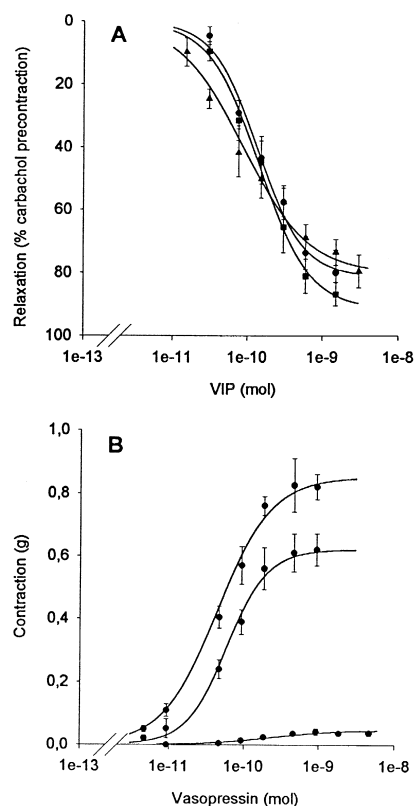 A
0
20
40
60
80
100
Relaxation (% carbachol precontraction)
1e-13 1e-11 1e-10 1e-9 1e-8
VIP (mol)
B
1,0
0,8
0,6
0,4
0,2
0,0
Contraction (g)
1e-13 1e-11 1e-10 1e-9 1e-8
Vasopressin (mol)